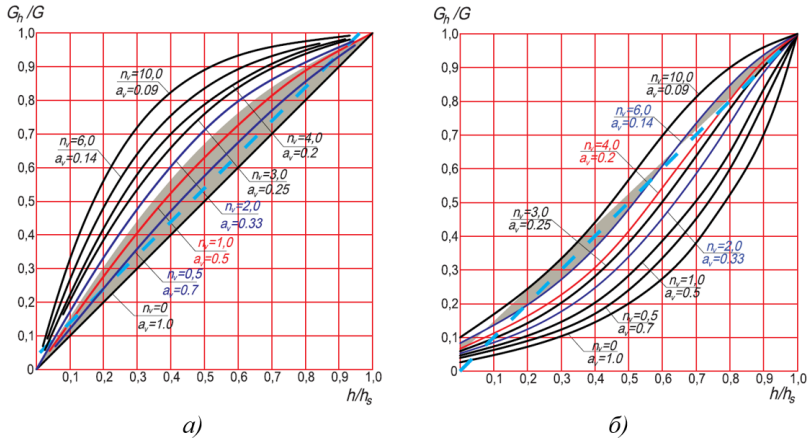 Gh/G
1,0
0,9
0,8
0,7
0,6
0,5
0,4
0,3
0,2
0,1
0
nv=10,0
av=0.09
nv=6,0
av=0.14
nv=4,0
av=0.2
nv=3,0
av=0.25
nv=2,0
av=0.33
nv=1,0
av=0.5
nv=0,5
av=0.7
nv=0
av=1.0
0,1 0,2 0,3 0,4 0,5 0,6 0,7 0,8 0,9 1,0
h/hs
а)
Gh/G
1,0
0,9
0,8
0,7
0,6
0,5
0,4
0,3
0,2
0,1
0
nv=10,0
av=0.09
nv=6,0
av=0.14
nv=4,0
av=0.2
nv=3,0
av=0.25
nv=2,0
av=0.33
nv=1,0
av=0.5
nv=0,5
av=0.7
nv=0
av=1.0
0,1 0,2 0,3 0,4 0,5 0,6 0,7 0,8 0,9 1,0
h/hs
б)